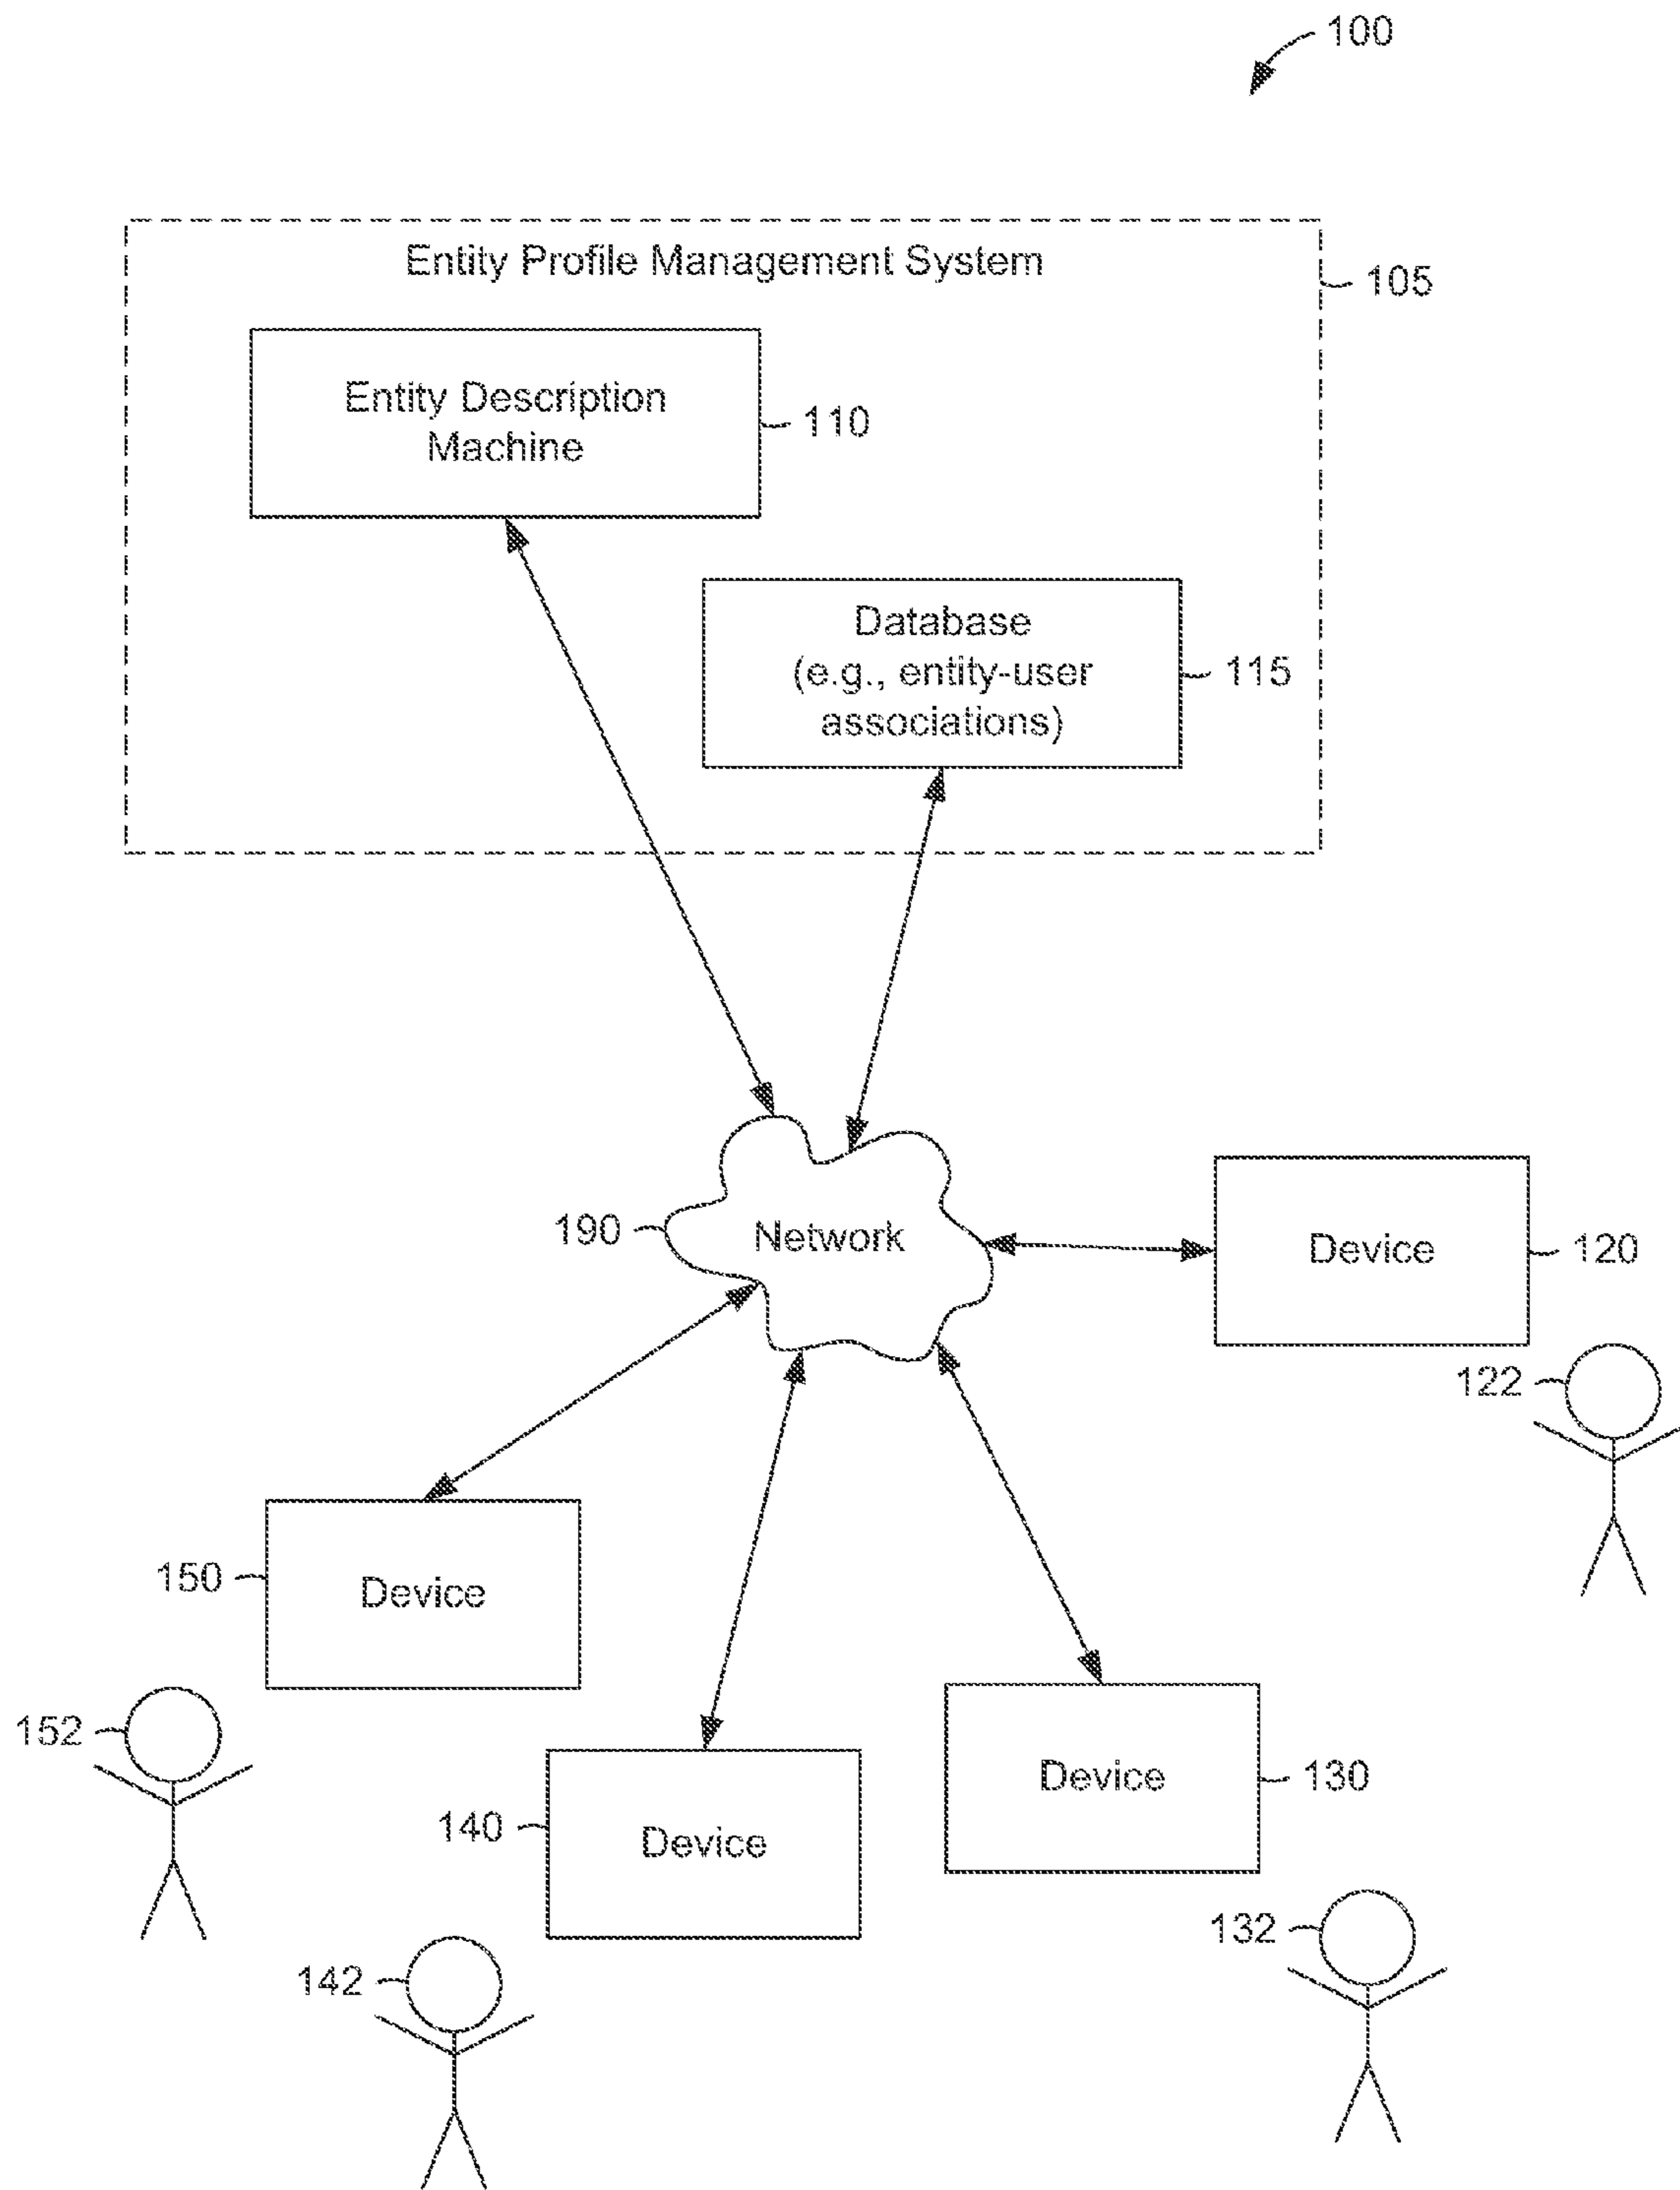 100
Entity Profile Management System
105
Entity Description
Machine
110
Database
(e.g., entity-user
associations)
115
190
Network
Device
120
122
150
Device
152
140
Device
Device
130
142
132